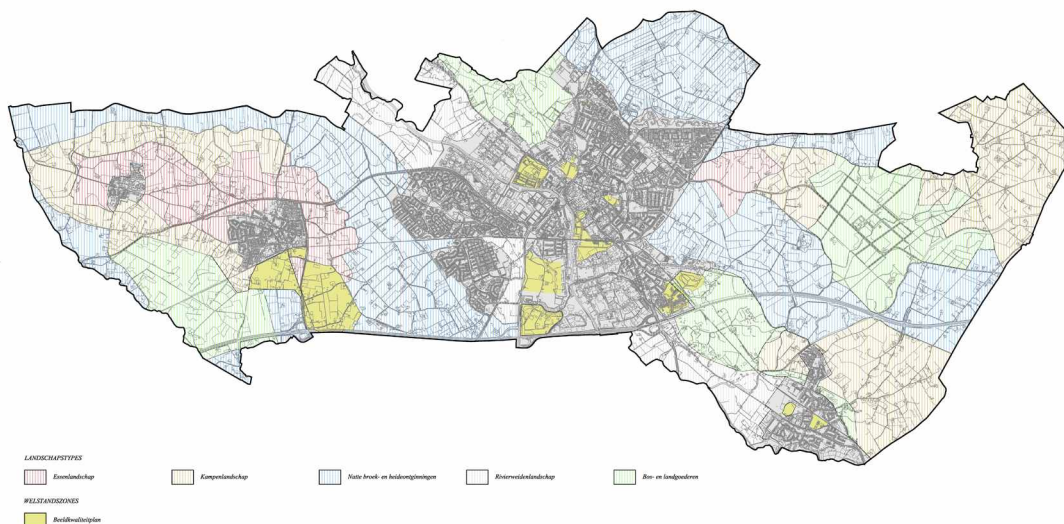 LANDSCHAPSTYPES
Essenlandschap
Kampenlandschap
Natte broek- en heideontginningen
Rivierweidenlandschap
Bos- en landgoederen
WELSTANDSZONES
Beeldkwaliteitplan